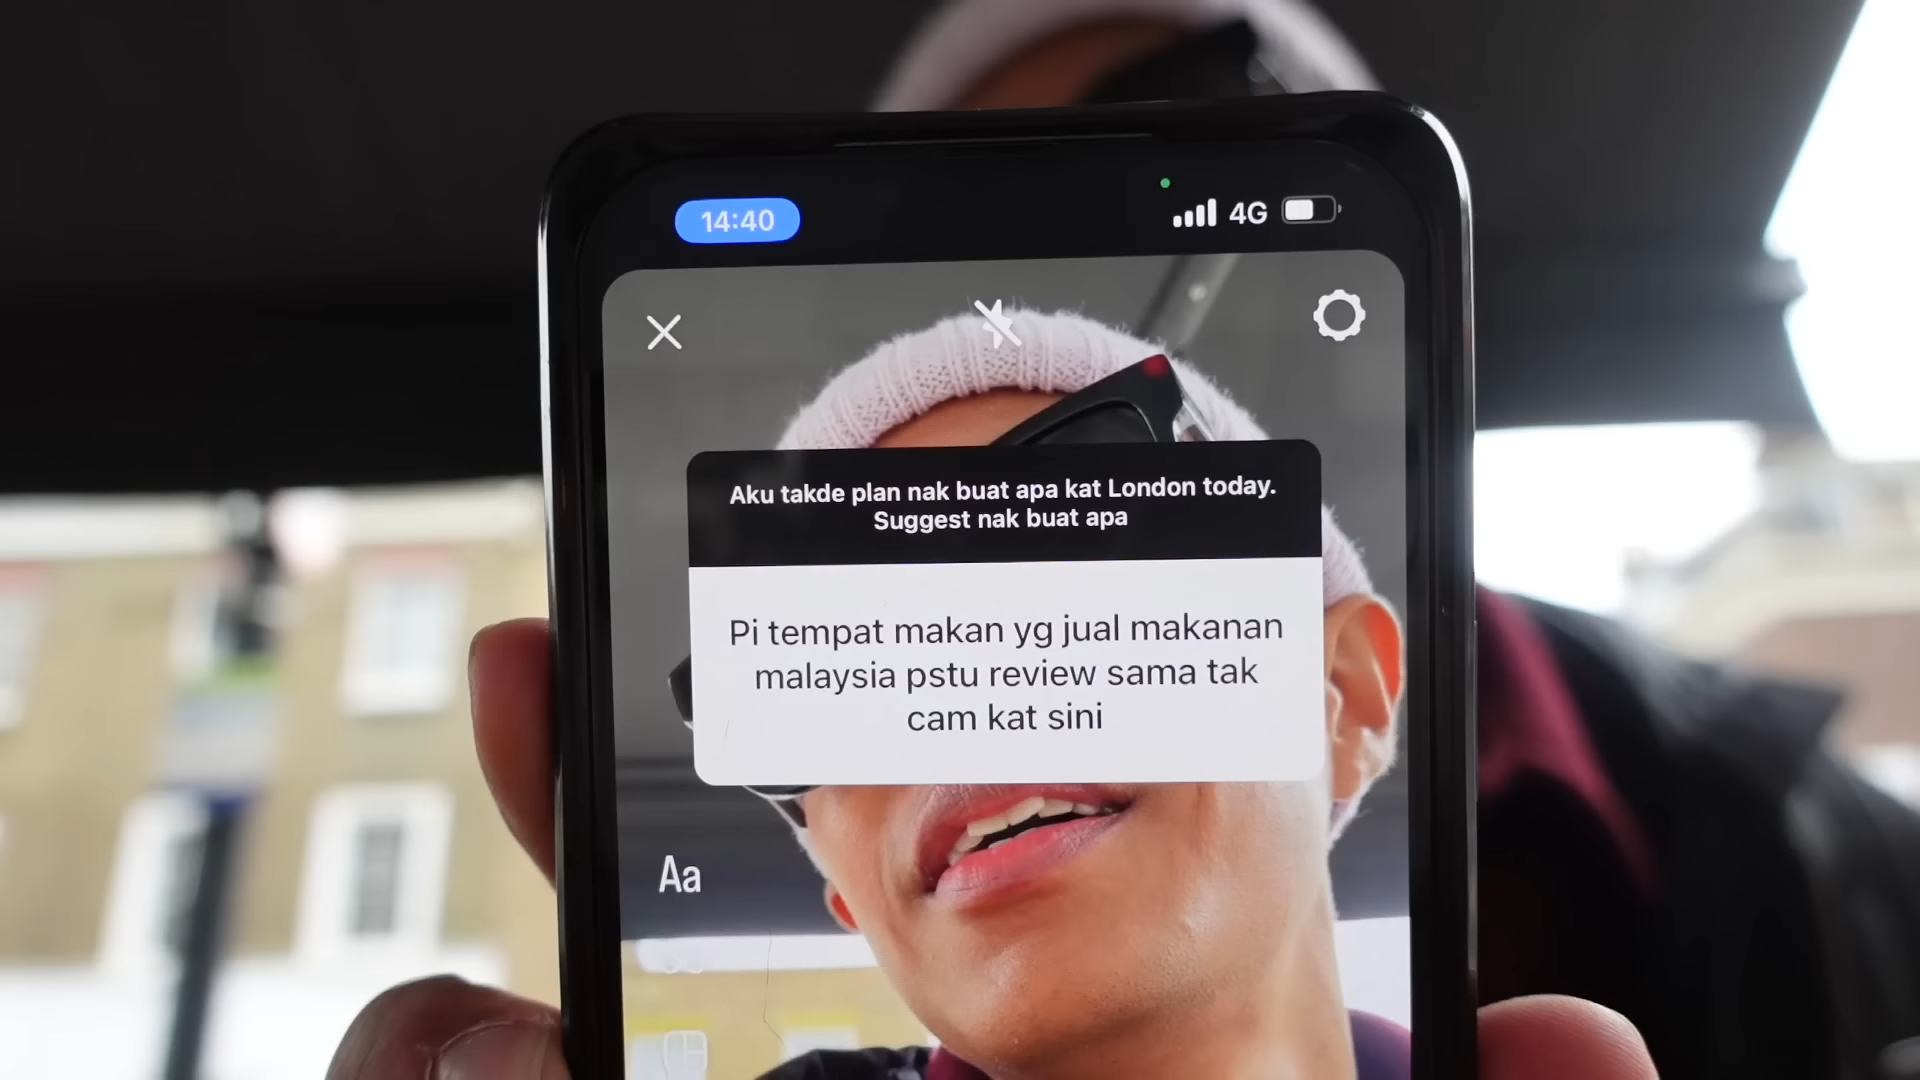 14:40
4G
Aku takde plan nak buat apa kat London today.
Suggest nak buat apa
Pi tempat makan yg jual makanan
malaysia pstu review sama tak
cam kat sini
Aa